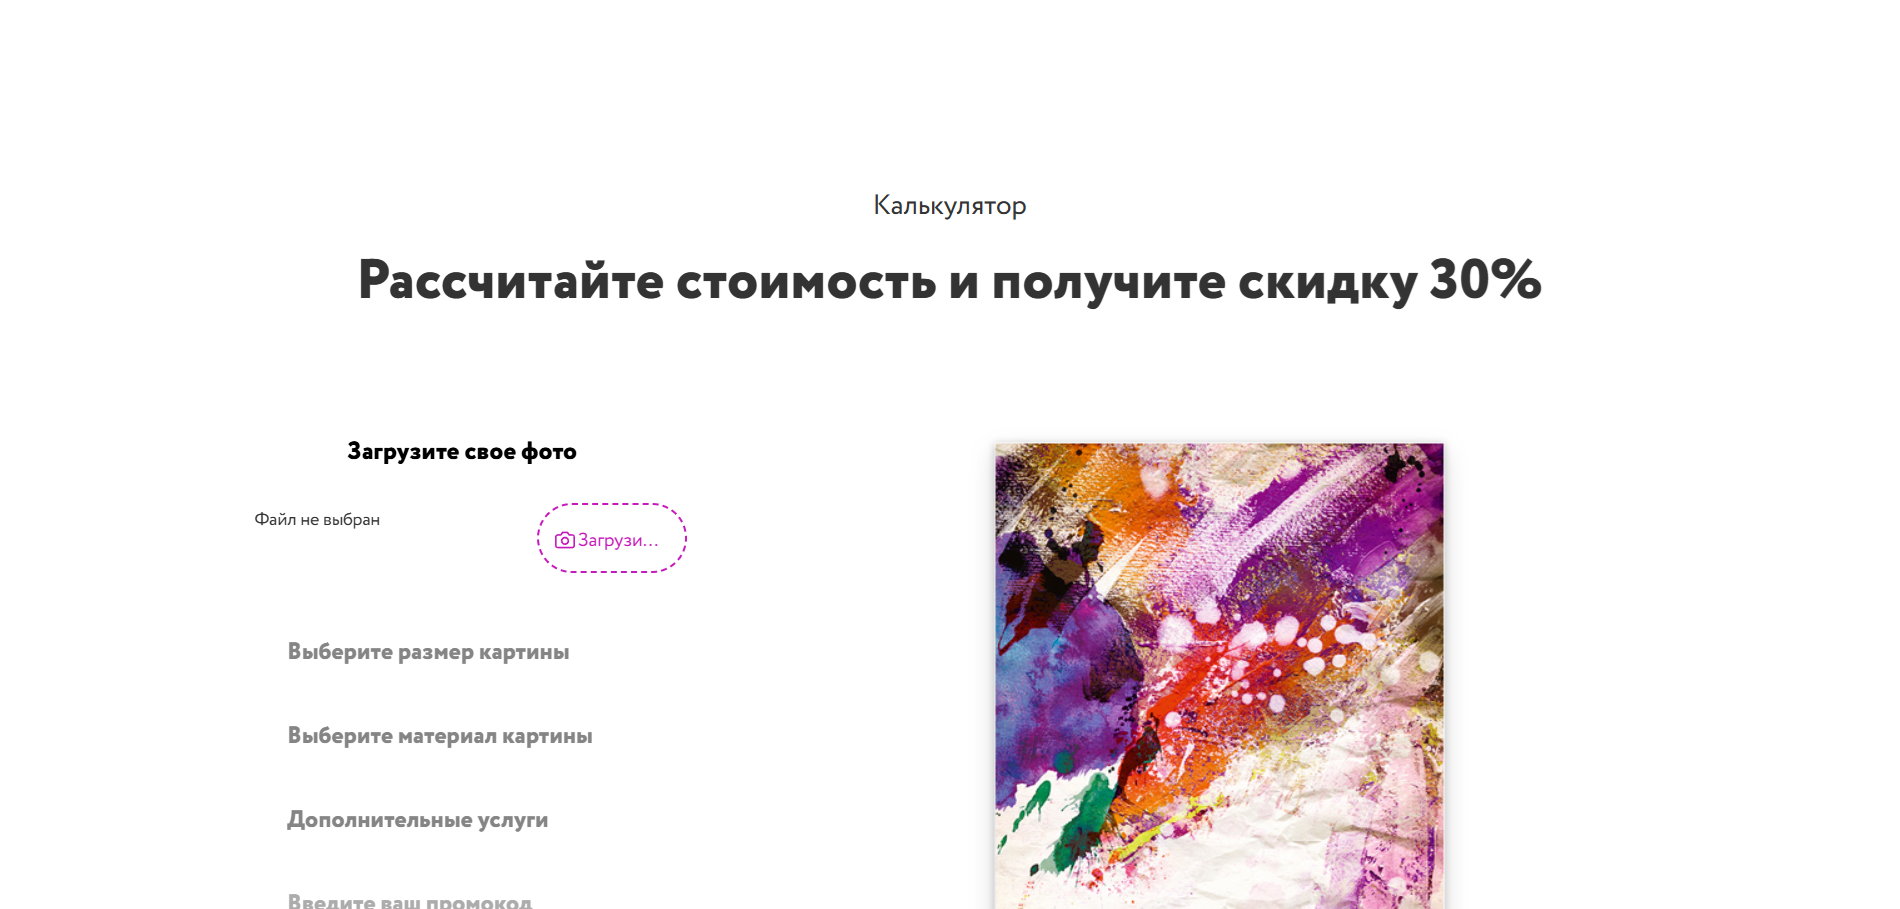 Калькулятор
Рассчитайте стоимость и получите скидку 30%
Загрузите свое фото
Файл не выбран
Загрузи...
Выберите размер картины
Выберите материал картины
Дополнительные услуги
Введите ваш промокод